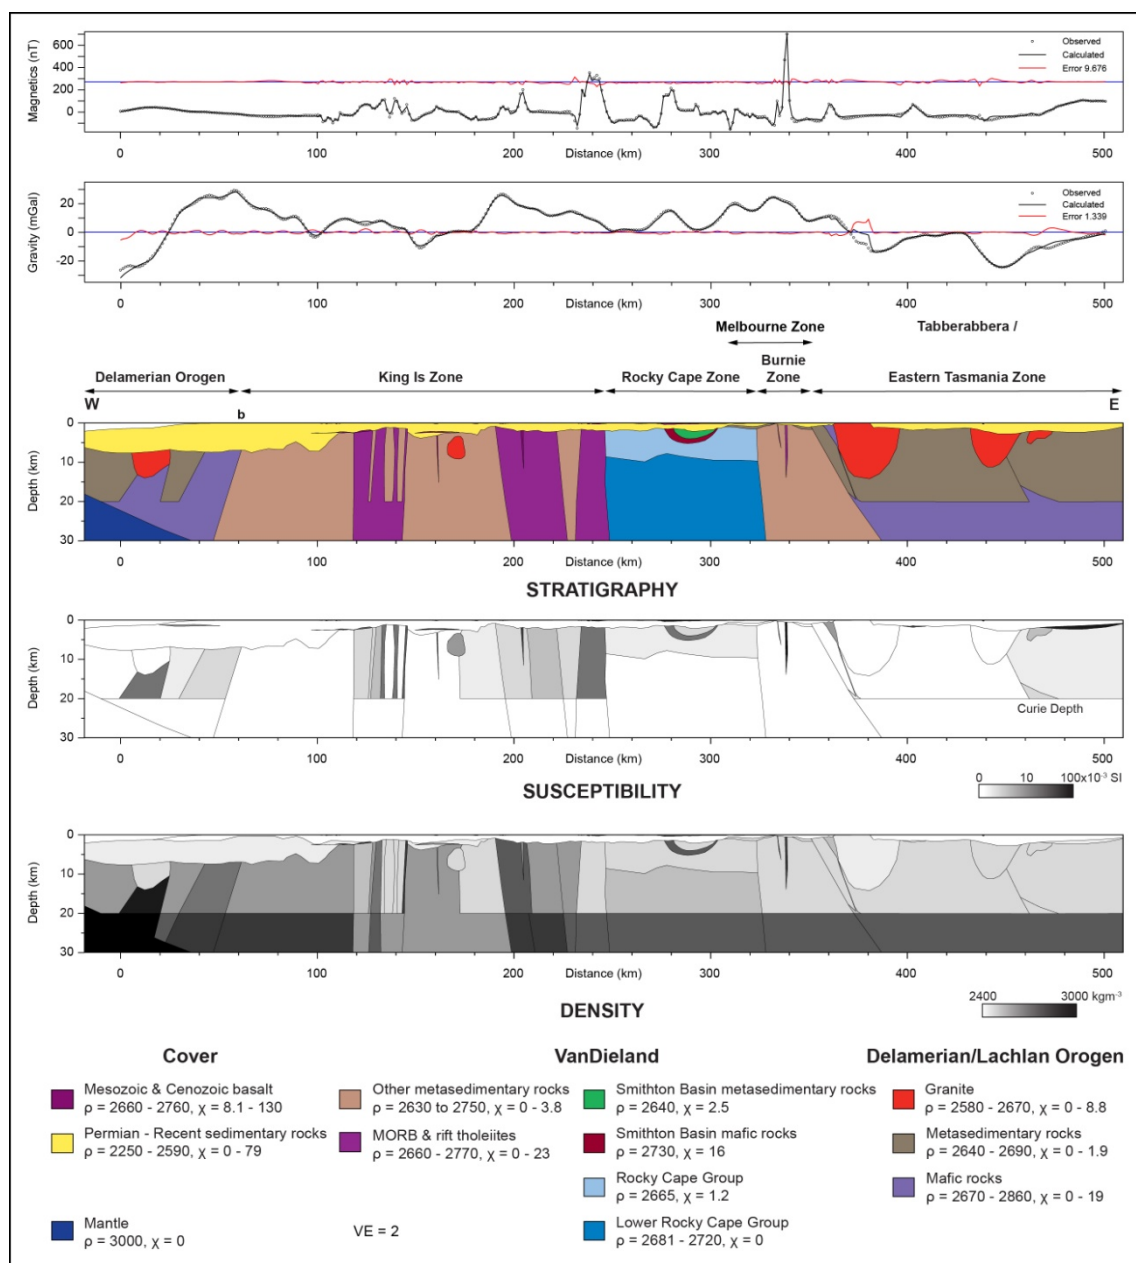 Magnetics (nT)
600
400
200
0
Observed
Calculated
Error 9.676
0 100 200 Distance (km) 300 400 500
Gravity (mGal)
20
0
-20
Observed
Calculated
Error 1.339
0 100 200 Distance (km) 300 400 500
Melbourne Zone
Tabberabbera /
Delamerian Orogen
King Is Zone
Rocky Cape Zone
Burnie
Zone
Eastern Tasmania Zone
W
b
E
Depth (km)
0
10
20
30
0 100 200 Distance (km) 300 400 500
STRATIGRAPHY
Depth (km)
0
10
20
30
Curie Depth
0 100 200 Distance (km) 300 400 500
0 10 100x10⁻³ SI
SUSCEPTIBILITY
Depth (km)
0
10
20
30
0 100 200 Distance (km) 300 400 500
2400 3000 kgm⁻³
DENSITY
Cover
Mesozoic & Cenozoic basalt
ρ = 2660 - 2760, χ = 8.1 - 130
Permian - Recent sedimentary rocks
ρ = 2250 - 2590, χ = 0 - 79
Mantle
ρ = 3000, χ = 0
VanDieland
Other metasedimentary rocks
ρ = 2630 to 2750, χ = 0 - 3.8
MORB & rift tholeiites
ρ = 2660 - 2770, χ = 0 - 23
VE = 2
Smithton Basin metasedimentary rocks
ρ = 2640, χ = 2.5
Smithton Basin mafic rocks
ρ = 2730, χ = 16
Rocky Cape Group
ρ = 2665, χ = 1.2
Lower Rocky Cape Group
ρ = 2681 - 2720, χ = 0
Delamerian/Lachlan Orogen
Granite
ρ = 2580 - 2670, χ = 0 - 8.8
Metasedimentary rocks
ρ = 2640 - 2690, χ = 0 - 1.9
Mafic rocks
ρ = 2670 - 2860, χ = 0 - 19